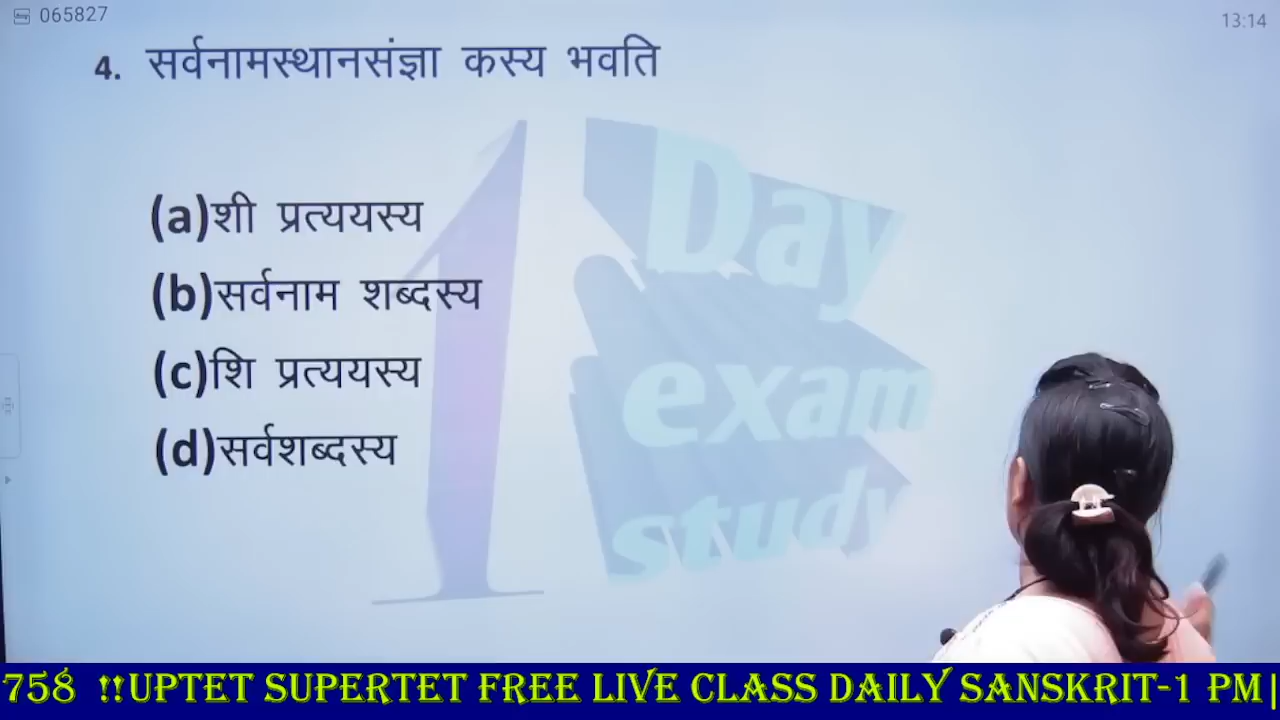 065827
13:14
4. सर्वनामस्थानसंज्ञा कस्य भवति
(a)शी प्रत्ययस्य
(b)सर्वनाम शब्दस्य
(c)शि प्रत्ययस्य
(d)सर्वशब्दस्य
1 Day
exam
study
758 !!UPTET SUPERTET FREE LIVE CLASS DAILY SANSKRIT-1 PM|